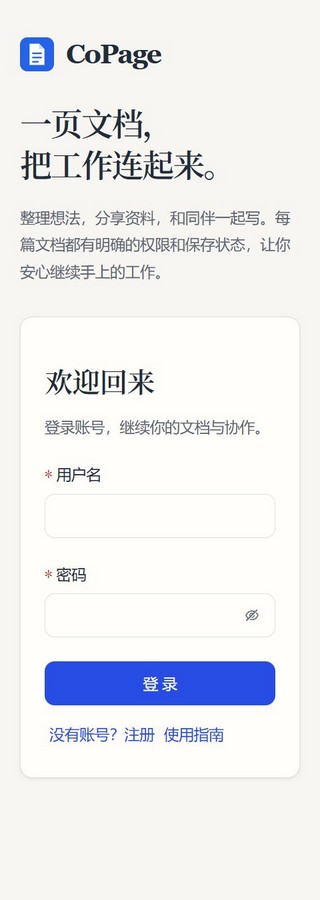 CoPage
一页文档，
把工作连起来。
整理想法，分享资料，和同伴一起写。每
篇文档都有明确的权限和保存状态，让你
安心继续手上的工作。
欢迎回来
登录账号，继续你的文档与协作。
* 用户名
* 密码
登录
没有账号？注册 使用指南